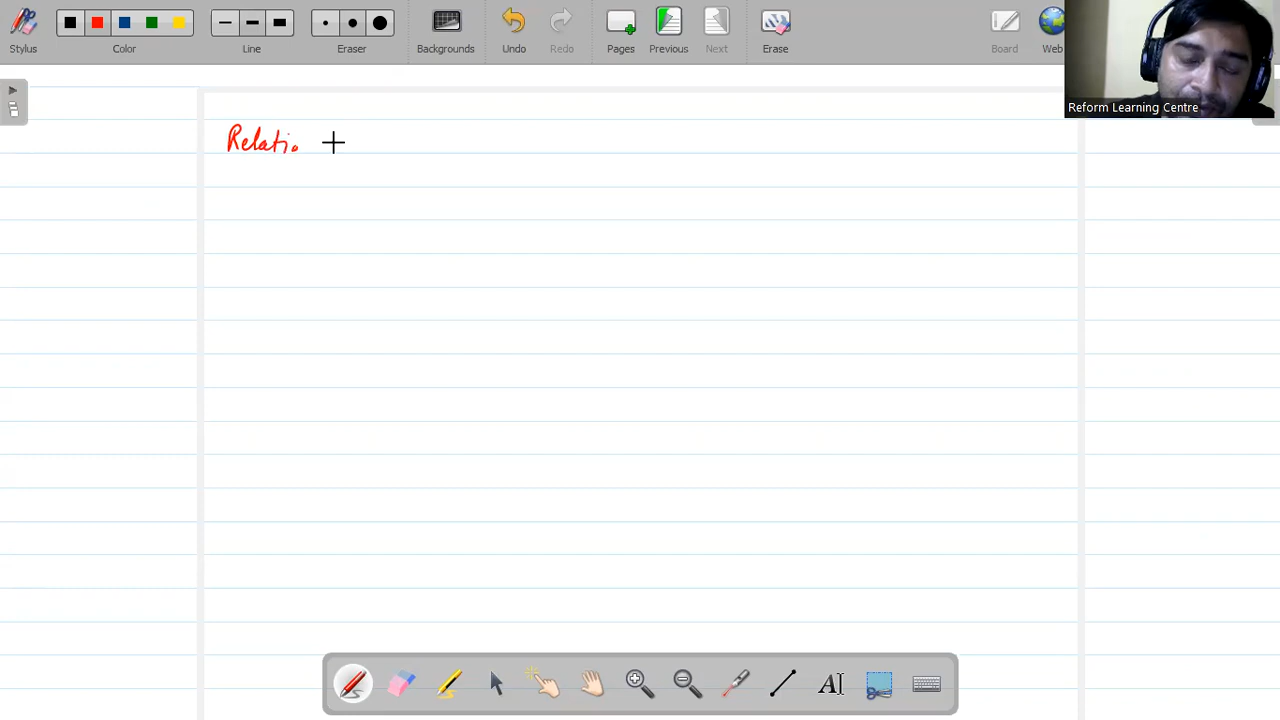 Stylus
Color
Line
Eraser
Backgrounds
Undo
Redo
Pages
Previous
Next
Erase
Board
Web
Reform Learning Centre
Relatio
A